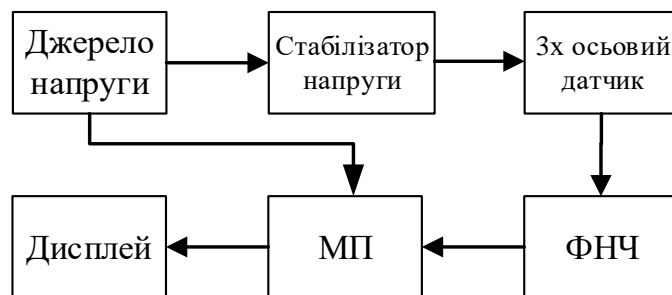 Джерело
напруги
Стабілізатор
напруги
3х осьовий
датчик
Дисплей
МП
ФНЧ